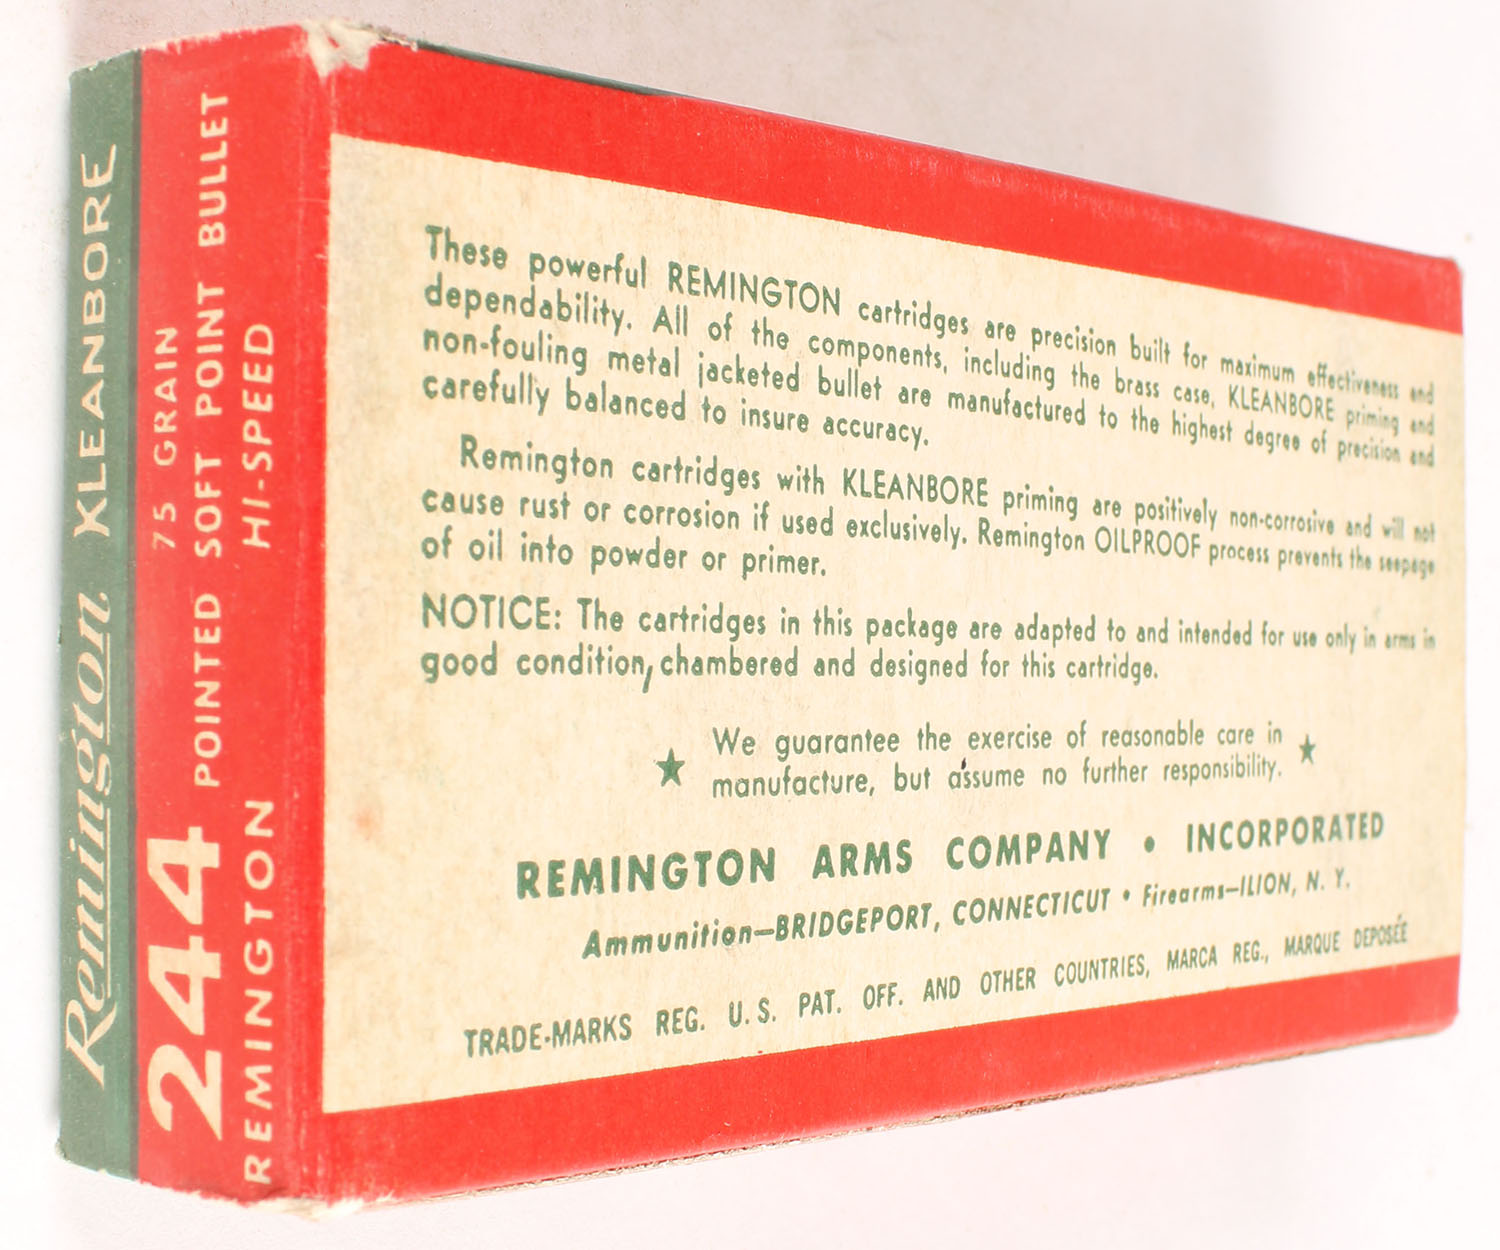 Remington KLEANBORE
244
REMINGTON
75 GRAIN
POINTED SOFT POINT BULLET
HI-SPEED
These powerful REMINGTON cartridges are precision built for maximum effectiveness and
dependability. All of the components, including the brass case, KLEANBORE priming and
non-fouling metal jacketed bullet are manufactured to the highest degree of precision and
carefully balanced to insure accuracy.
Remington cartridges with KLEANBORE priming are positively non-corrosive and will not
cause rust or corrosion if used exclusively. Remington OILPROOF process prevents the seepage
of oil into powder or primer.
NOTICE: The cartridges in this package are adapted to and intended for use only in arms in
good condition, chambered and designed for this cartridge.
★ We guarantee the exercise of reasonable care in ★
manufacture, but assume no further responsibility.
REMINGTON ARMS COMPANY • INCORPORATED
Ammunition—BRIDGEPORT, CONNECTICUT • Firearms—ILION, N. Y.
TRADE-MARKS REG. U.S. PAT. OFF. AND OTHER COUNTRIES, MARCA REG., MARQUE DEPOSÉE